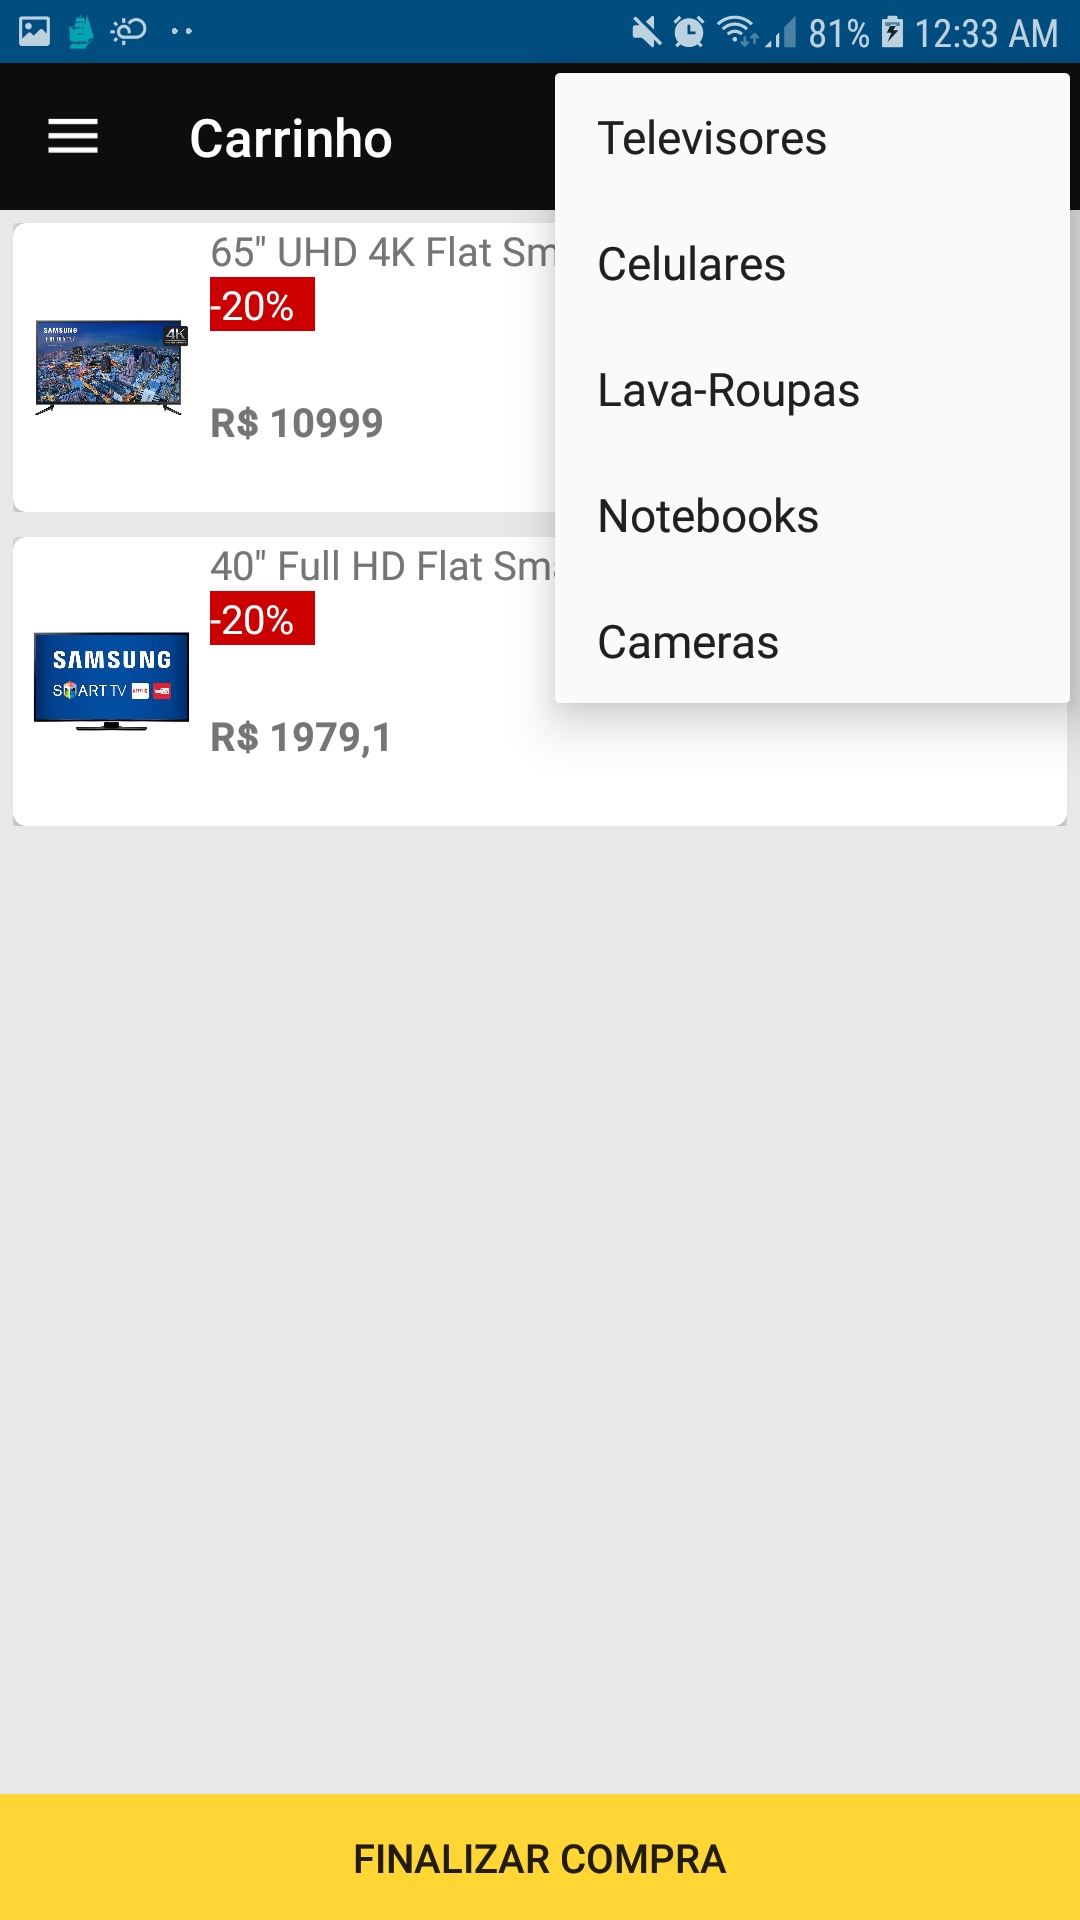 81% 12:33 AM
Carrinho
Televisores
Celulares
Lava-Roupas
Notebooks
Cameras
65" UHD 4K Flat Sm
-20%
SAMSUNG
4K
R$ 10999
40" Full HD Flat Sma
-20%
SAMSUNG
SMART TV
R$ 1979,1
FINALIZAR COMPRA